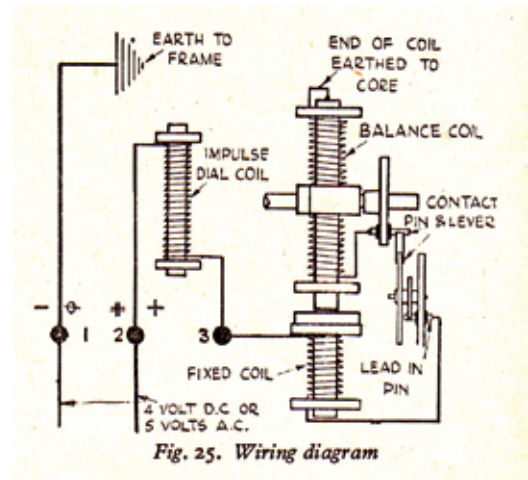 EARTH TO
FRAME
END OF COIL
EARTHED TO
CORE
BALANCE COIL
IMPULSE
DIAL COIL
CONTACT
PIN & LEVER
- + +
1 2 3
FIXED COIL
LEAD IN
PIN
4 VOLT D.C OR
5 VOLTS A.C.
Fig. 25. Wiring diagram